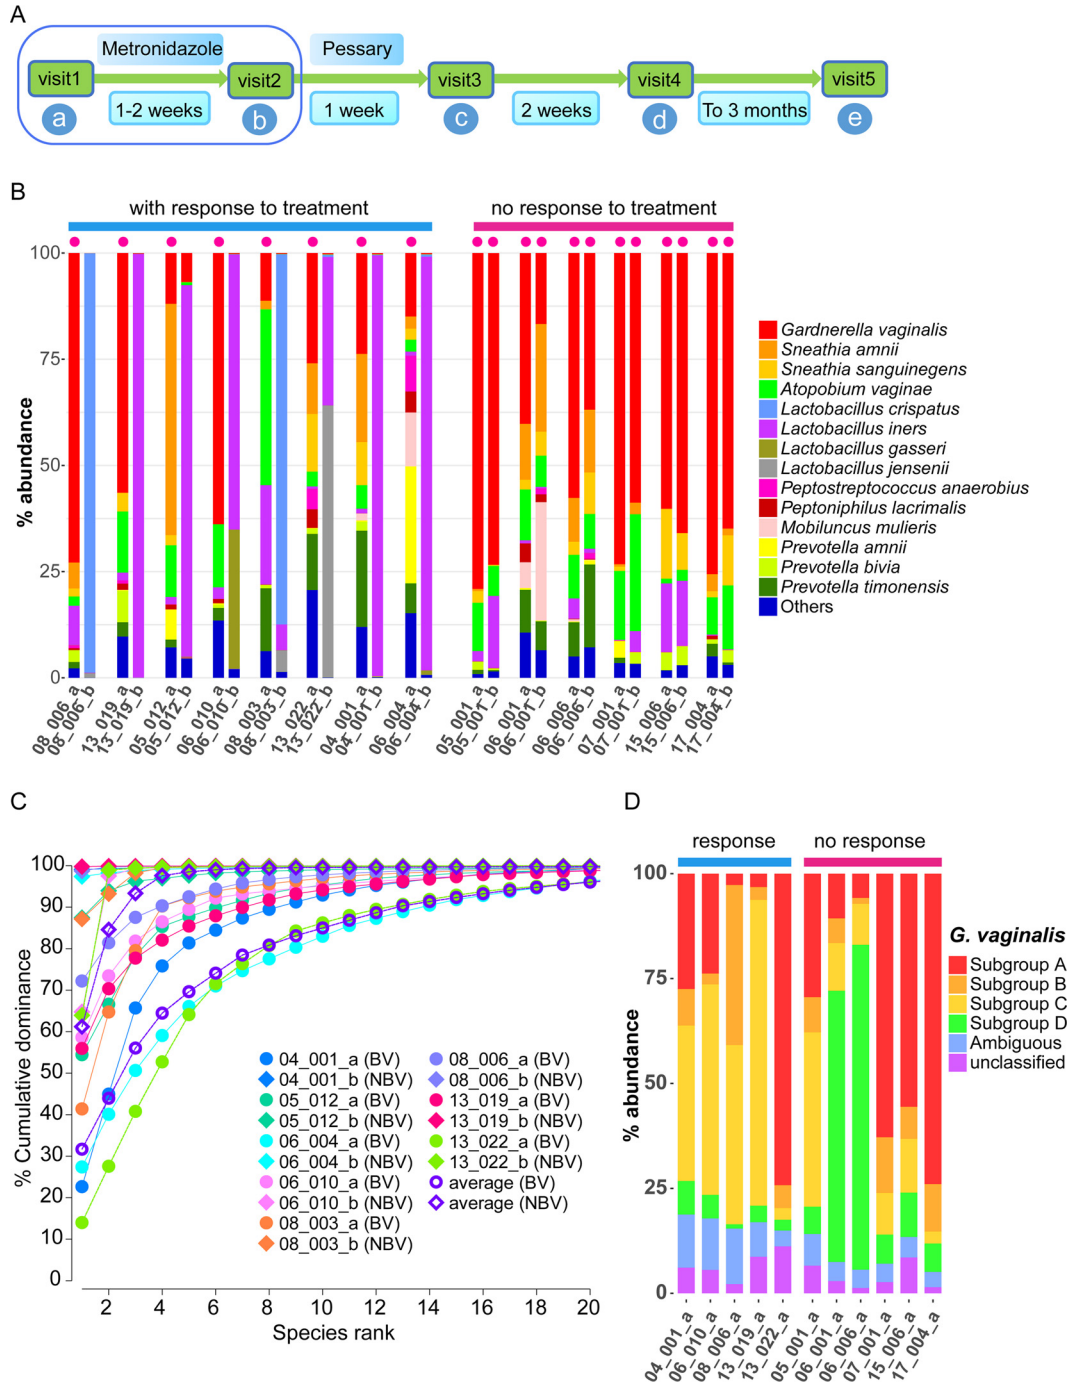 A
Metronidazole
Pessary
visit1
visit2
visit3
visit4
visit5
1-2 weeks
1 week
2 weeks
To 3 months
a
b
c
d
e
B
with response to treatment
no response to treatment
% abundance
100
75
50
25
0
08_006_a
08_006_b
13_019_a
13_019_b
05_012_a
05_012_b
06_010_a
06_010_b
08_003_a
08_003_b
13_022_a
13_022_b
04_001_a
04_001_b
06_004_a
06_004_b
05_001_a
05_001_b
06_001_a
06_001_b
06_006_a
06_006_b
07_001_a
07_001_b
15_006_a
15_006_b
17_004_a
17_004_b
Gardnerella vaginalis
Sneathia amnii
Sneathia sanguinegens
Atopobium vaginae
Lactobacillus crispatus
Lactobacillus iners
Lactobacillus gasseri
Lactobacillus jensenii
Peptostreptococcus anaerobius
Peptoniphilus lacrimalis
Mobiluncus mulieris
Prevotella amnii
Prevotella bivia
Prevotella timonensis
Others
C
% Cumulative dominance
100
90
80
70
60
50
40
30
20
10
0
2 4 6 8 10 12 14 16 18 20
Species rank
04_001_a (BV)
04_001_b (NBV)
05_012_a (BV)
05_012_b (NBV)
06_004_a (BV)
06_004_b (NBV)
06_010_a (BV)
06_010_b (NBV)
08_003_a (BV)
08_003_b (NBV)
08_006_a (BV)
08_006_b (NBV)
13_019_a (BV)
13_019_b (NBV)
13_022_a (BV)
13_022_b (NBV)
average (BV)
average (NBV)
D
response
no response
% abundance
100
75
50
25
0
04_001_a
06_010_a
08_006_a
13_019_a
13_022_a
05_001_a
06_001_a
06_006_a
07_001_a
15_006_a
17_004_a
G. vaginalis
Subgroup A
Subgroup B
Subgroup C
Subgroup D
Ambiguous
unclassified